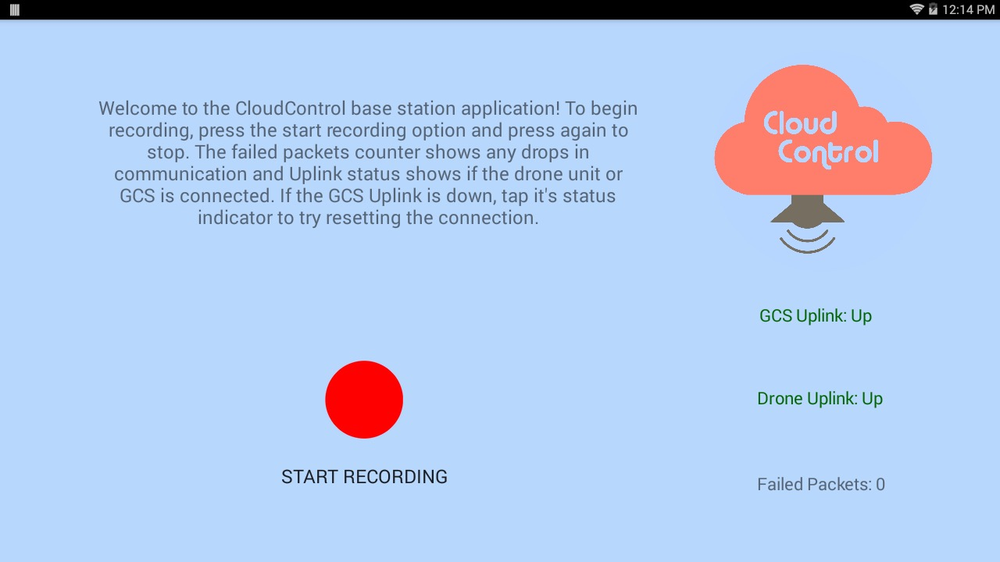 12:14 PM
Welcome to the CloudControl base station application! To begin
recording, press the start recording option and press again to
stop. The failed packets counter shows any drops in
communication and Uplink status shows if the drone unit or
GCS is connected. If the GCS Uplink is down, tap it's status
indicator to try resetting the connection.
Cloud
Control
GCS Uplink: Up
Drone Uplink: Up
START RECORDING
Failed Packets: 0